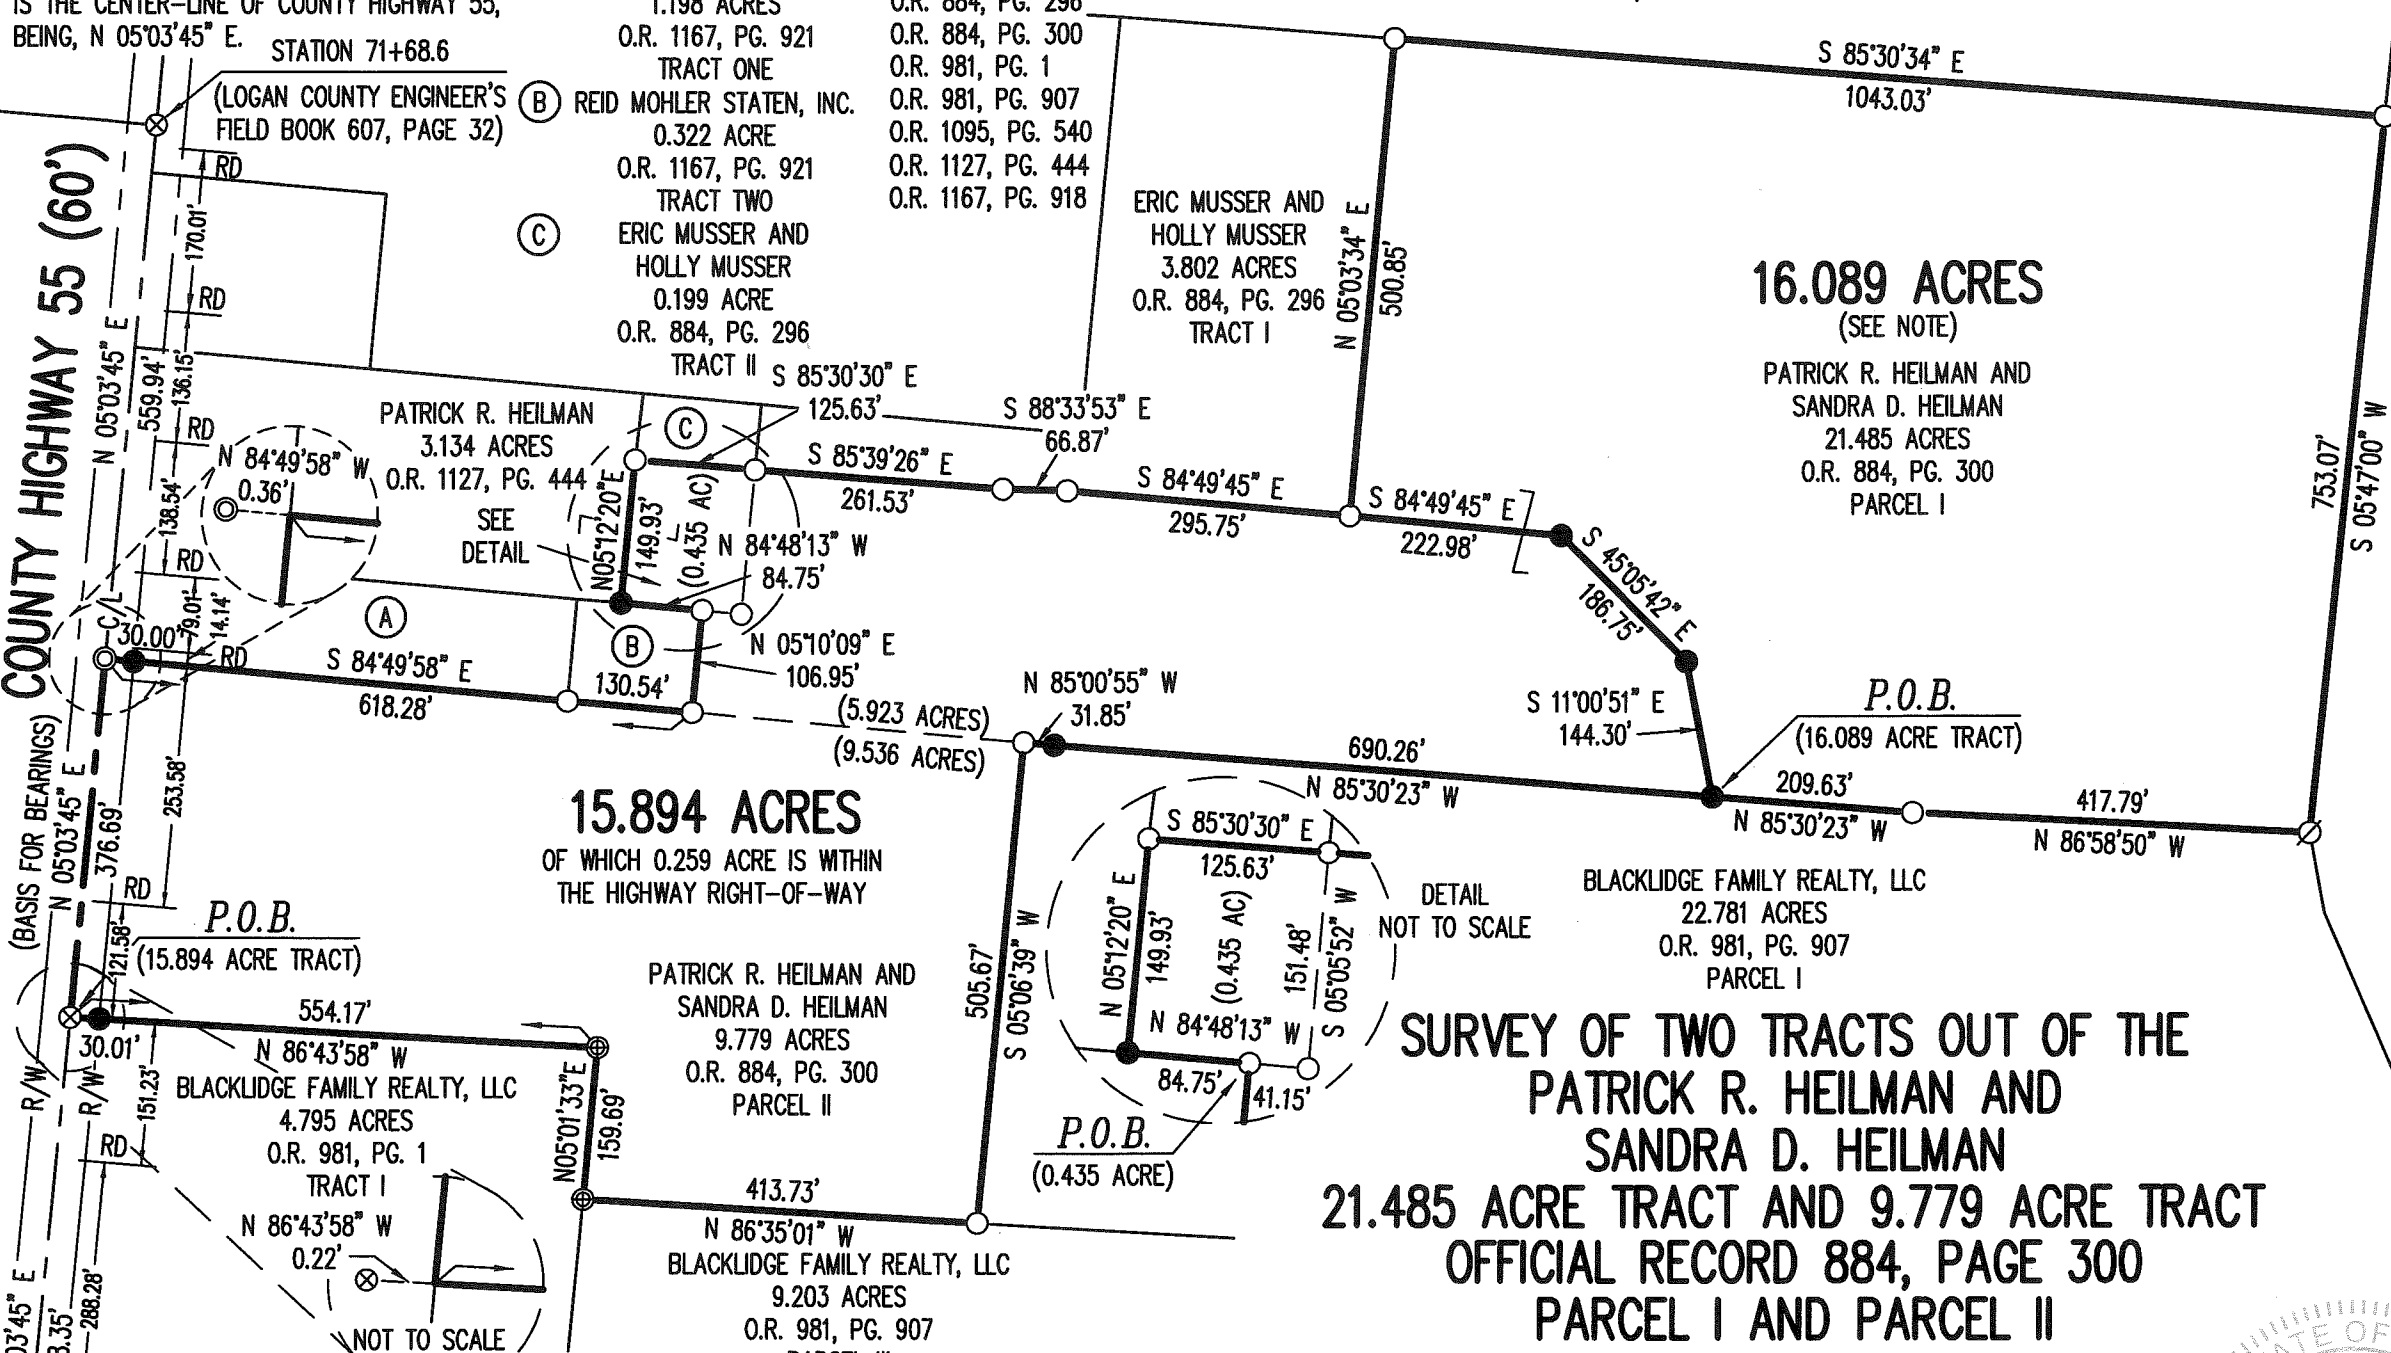 IS THE CENTER-LINE OF COUNTY HIGHWAY 55,
BEING, N 05°03'45" E.
STATION 71+68.6
(LOGAN COUNTY ENGINEER'S
FIELD BOOK 607, PAGE 32)
1.198 ACRES
O.R. 1167, PG. 921
TRACT ONE
B
REID MOHLER STATEN, INC.
0.322 ACRE
O.R. 1167, PG. 921
TRACT TWO
C
ERIC MUSSER AND
HOLLY MUSSER
0.199 ACRE
O.R. 884, PG. 296
TRACT II
O.R. 884, PG. 296
O.R. 884, PG. 300
O.R. 981, PG. 1
O.R. 981, PG. 907
O.R. 1095, PG. 540
O.R. 1127, PG. 444
O.R. 1167, PG. 918
ERIC MUSSER AND
HOLLY MUSSER
3.802 ACRES
O.R. 884, PG. 296
TRACT I
N 05°03'34" E
500.85'
S 85°30'34" E
1043.03'
16.089 ACRES
(SEE NOTE)
PATRICK R. HEILMAN AND
SANDRA D. HEILMAN
21.485 ACRES
O.R. 884, PG. 300
PARCEL I
753.07'
S 05°47'00" W
COUNTY HIGHWAY 55 (60')
RD
170.01'
RD
136.15'
N 05°03'45" E
559.94'
RD
138.54'
RD
79.01'
14.14'
RD
C/L
N 84°49'58" W
0.36'
30.00'
PATRICK R. HEILMAN
3.134 ACRES
O.R. 1127, PG. 444
SEE
DETAIL
C
S 85°30'30" E
125.63'
N05°12'20"E
149.93'
(0.435 AC)
S 85°39'26" E
261.53'
S 88°33'53" E
66.87'
S 84°49'45" E
295.75'
S 84°49'45" E
222.98'
S 45°05'42" E
186.75'
S 11°00'51" E
144.30'
N 84°48'13" W
84.75'
A
S 84°49'58" E
618.28'
B
130.54'
N 05°10'09" E
106.95'
(5.923 ACRES)
(9.536 ACRES)
N 85°00'55" W
31.85'
690.26'
N 85°30'23" W
P.O.B.
(16.089 ACRE TRACT)
209.63'
N 85°30'23" W
417.79'
N 86°58'50" W
(BASIS FOR BEARINGS)
N 05°03'45" E
376.69'
253.58'
RD
121.58'
P.O.B.
(15.894 ACRE TRACT)
15.894 ACRES
OF WHICH 0.259 ACRE IS WITHIN
THE HIGHWAY RIGHT-OF-WAY
PATRICK R. HEILMAN AND
SANDRA D. HEILMAN
9.779 ACRES
O.R. 884, PG. 300
PARCEL II
505.67'
S 05°06'39" W
S 85°30'30" E
125.63'
N 05°12'20" E
149.93'
(0.435 AC)
151.48'
S 05°05'52" W
N 84°48'13" W
84.75'
41.15'
P.O.B.
(0.435 ACRE)
DETAIL
NOT TO SCALE
BLACKLIDGE FAMILY REALTY, LLC
22.781 ACRES
O.R. 981, PG. 907
PARCEL I
554.17'
N 86°43'58" W
30.01'
R/W
R/W
151.23'
RD
BLACKLIDGE FAMILY REALTY, LLC
4.795 ACRES
O.R. 981, PG. 1
TRACT I
N05°01'33"E
159.69'
413.73'
N 86°35'01" W
BLACKLIDGE FAMILY REALTY, LLC
9.203 ACRES
O.R. 981, PG. 907
N 86°43'58" W
0.22'
NOT TO SCALE
03'45" E
3.35'
288.28'
SURVEY OF TWO TRACTS OUT OF THE
PATRICK R. HEILMAN AND
SANDRA D. HEILMAN
21.485 ACRE TRACT AND 9.779 ACRE TRACT
OFFICIAL RECORD 884, PAGE 300
PARCEL I AND PARCEL II
ATE OF